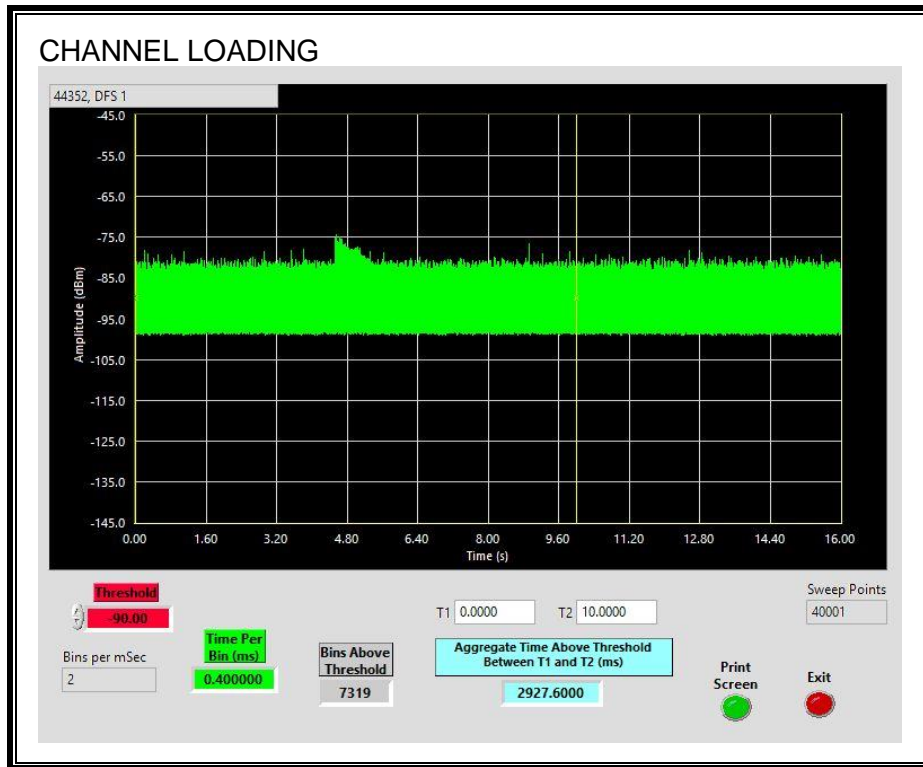 CHANNEL LOADING
44352, DFS 1
-45.0
-55.0
-65.0
-75.0
-85.0
-95.0
-105.0
-115.0
-125.0
-135.0
-145.0
Amplitude (dBm)
0.00 1.60 3.20 4.80 6.40 8.00 9.60 11.20 12.80 14.40 16.00
Time (s)
Threshold
-90.00
Bins per mSec
2
Time Per
Bin (ms)
0.400000
Bins Above
Threshold
7319
T1 0.0000 T2 10.0000
Aggregate Time Above Threshold
Between T1 and T2 (ms)
2927.6000
Sweep Points
40001
Print
Screen
Exit